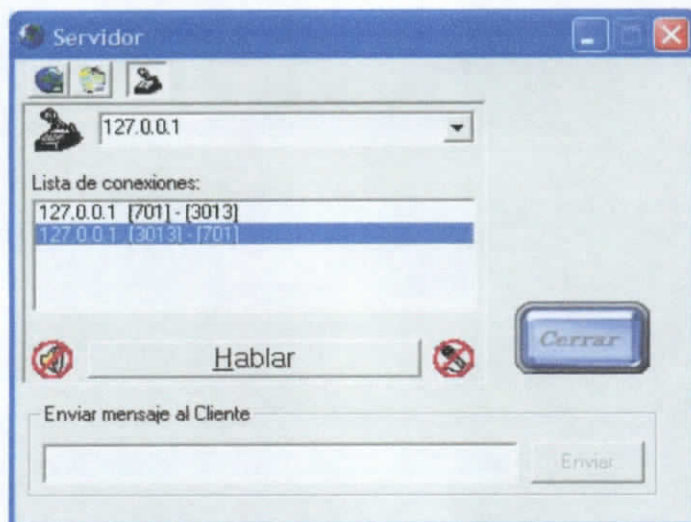 Servidor
127.0.0.1
Lista de conexiones:
127.0.0.1 [701] - [3013]
127.0.0.1 [3013] - [701]
Hablar
Cerrar
Enviar mensaje al Cliente
Enviar